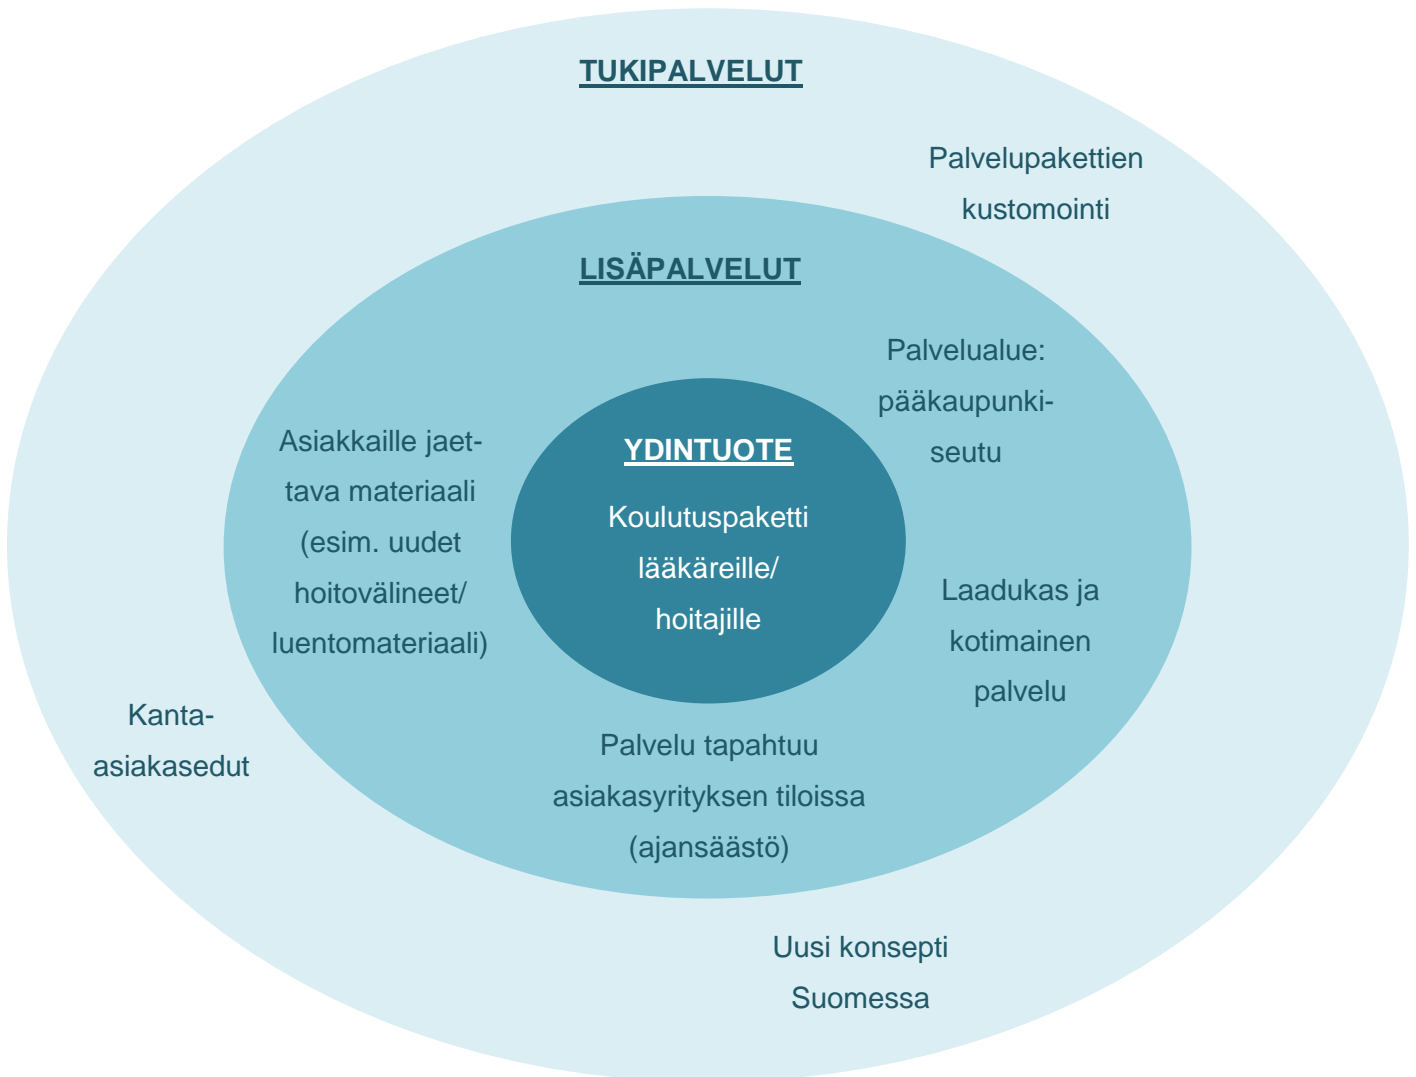 TUKIPALVELUT
Palvelupakettien
kustomointi
LISÄPALVELUT
Palvelualue:
pääkaupunki-
seutu
Asiakkaille jaet-
tava materiaali
(esim. uudet
hoitovälineet/
luentomateriaali)
YDINTUOTE
Koulutuspaketti
lääkäreille/
hoitajille
Laadukas ja
kotimainen
palvelu
Kanta-
asiakasedut
Palvelu tapahtuu
asiakasyrityksen tiloissa
(ajansäästö)
Uusi konsepti
Suomessa